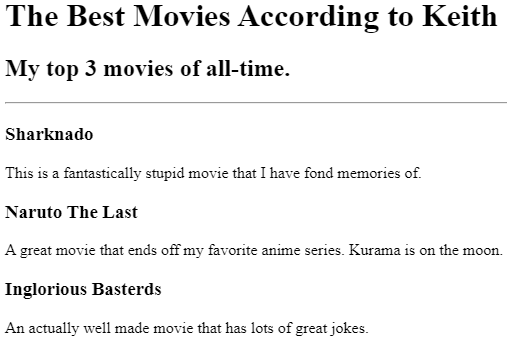 The Best Movies According to Keith
My top 3 movies of all-time.
Sharknado
This is a fantastically stupid movie that I have fond memories of.
Naruto The Last
A great movie that ends off my favorite anime series. Kurama is on the moon.
Inglorious Basterds
An actually well made movie that has lots of great jokes.